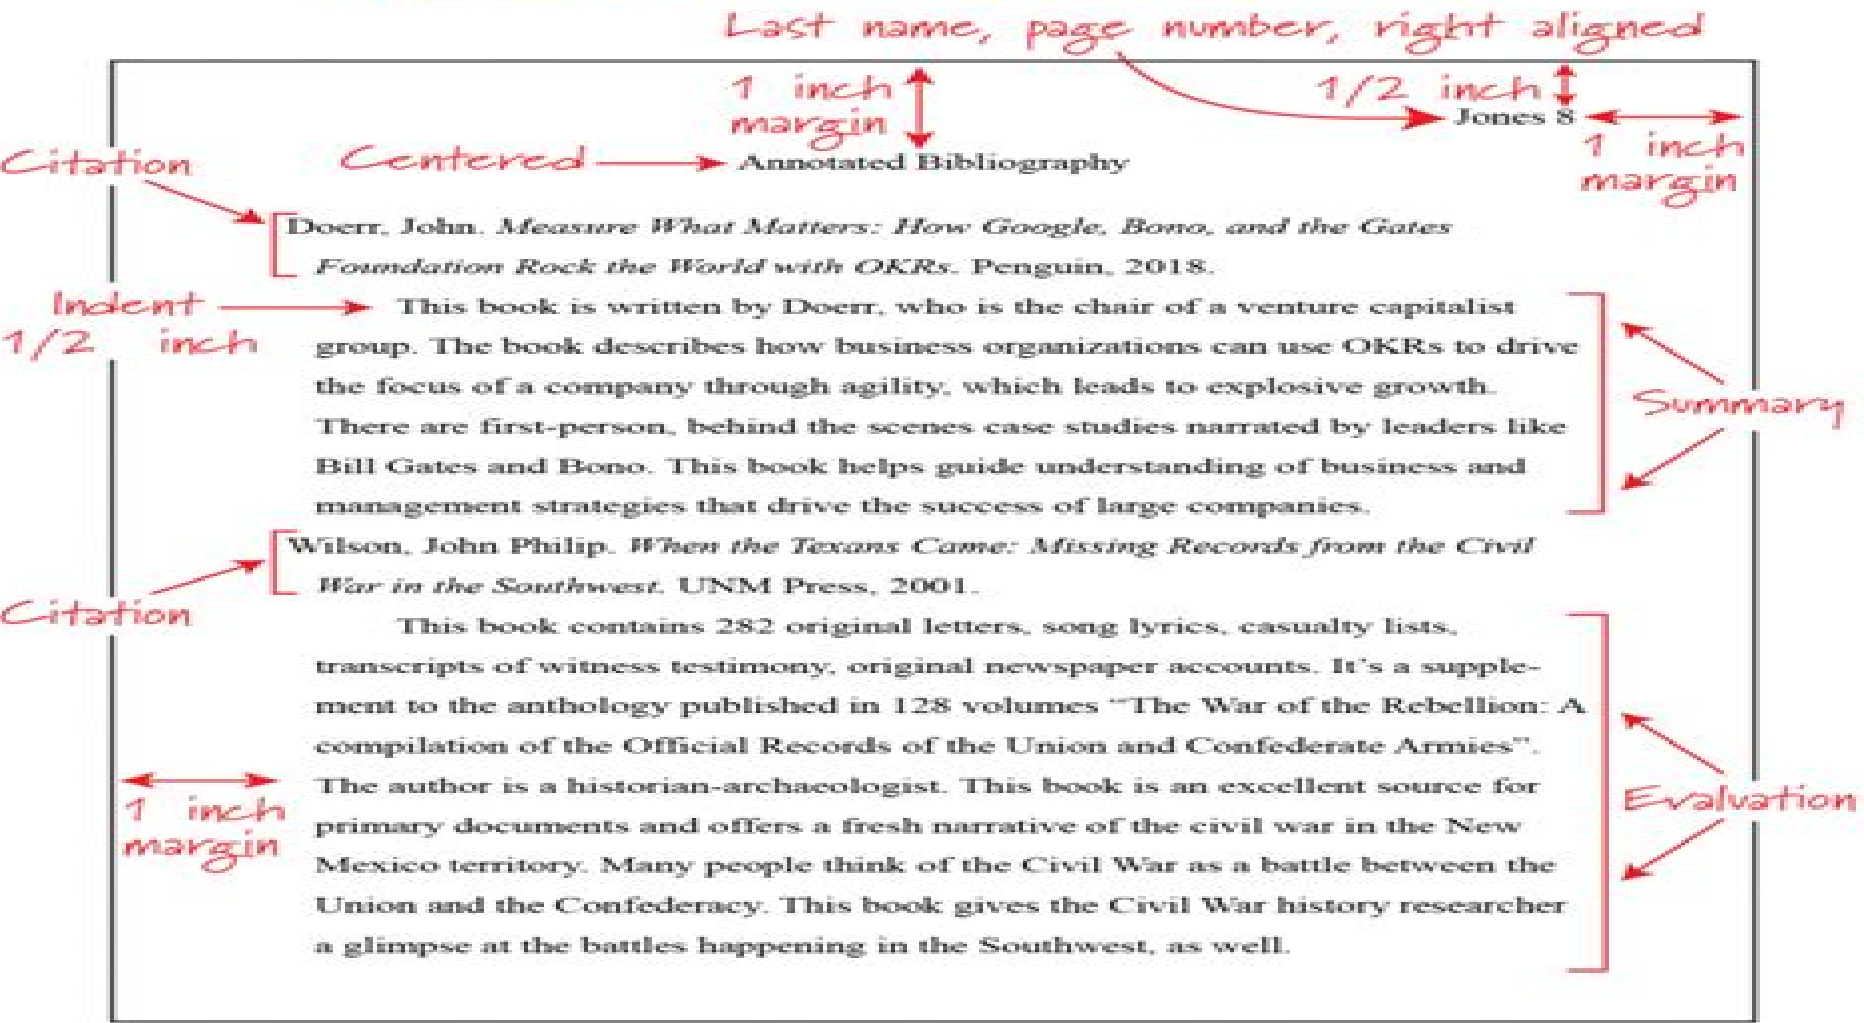 Last name, page number, right aligned
1 inch
margin
1/2 inch
Jones 8
1 inch
margin
Citation
Centered
Annotated Bibliography
Doerr, John. Measure What Matters: How Google, Bono, and the Gates
Foundation Rock the World with OKRs. Penguin, 2018.
Indent
1/2 inch
This book is written by Doerr, who is the chair of a venture capitalist
group. The book describes how business organizations can use OKRs to drive
the focus of a company through agility, which leads to explosive growth.
There are first-person, behind the scenes case studies narrated by leaders like
Bill Gates and Bono. This book helps guide understanding of business and
management strategies that drive the success of large companies.
Summary
Wilson, John Philip. When the Texans Came: Missing Records from the Civil
War in the Southwest. UNM Press, 2001.
Citation
This book contains 282 original letters, song lyrics, casualty lists,
transcripts of witness testimony, original newspaper accounts. It's a supple-
ment to the anthology published in 128 volumes "The War of the Rebellion: A
compilation of the Official Records of the Union and Confederate Armies".
The author is a historian-archaeologist. This book is an excellent source for
primary documents and offers a fresh narrative of the civil war in the New
Mexico territory. Many people think of the Civil War as a battle between the
Union and the Confederacy. This book gives the Civil War history researcher
a glimpse at the battles happening in the Southwest, as well.
1 inch
margin
Evaluation